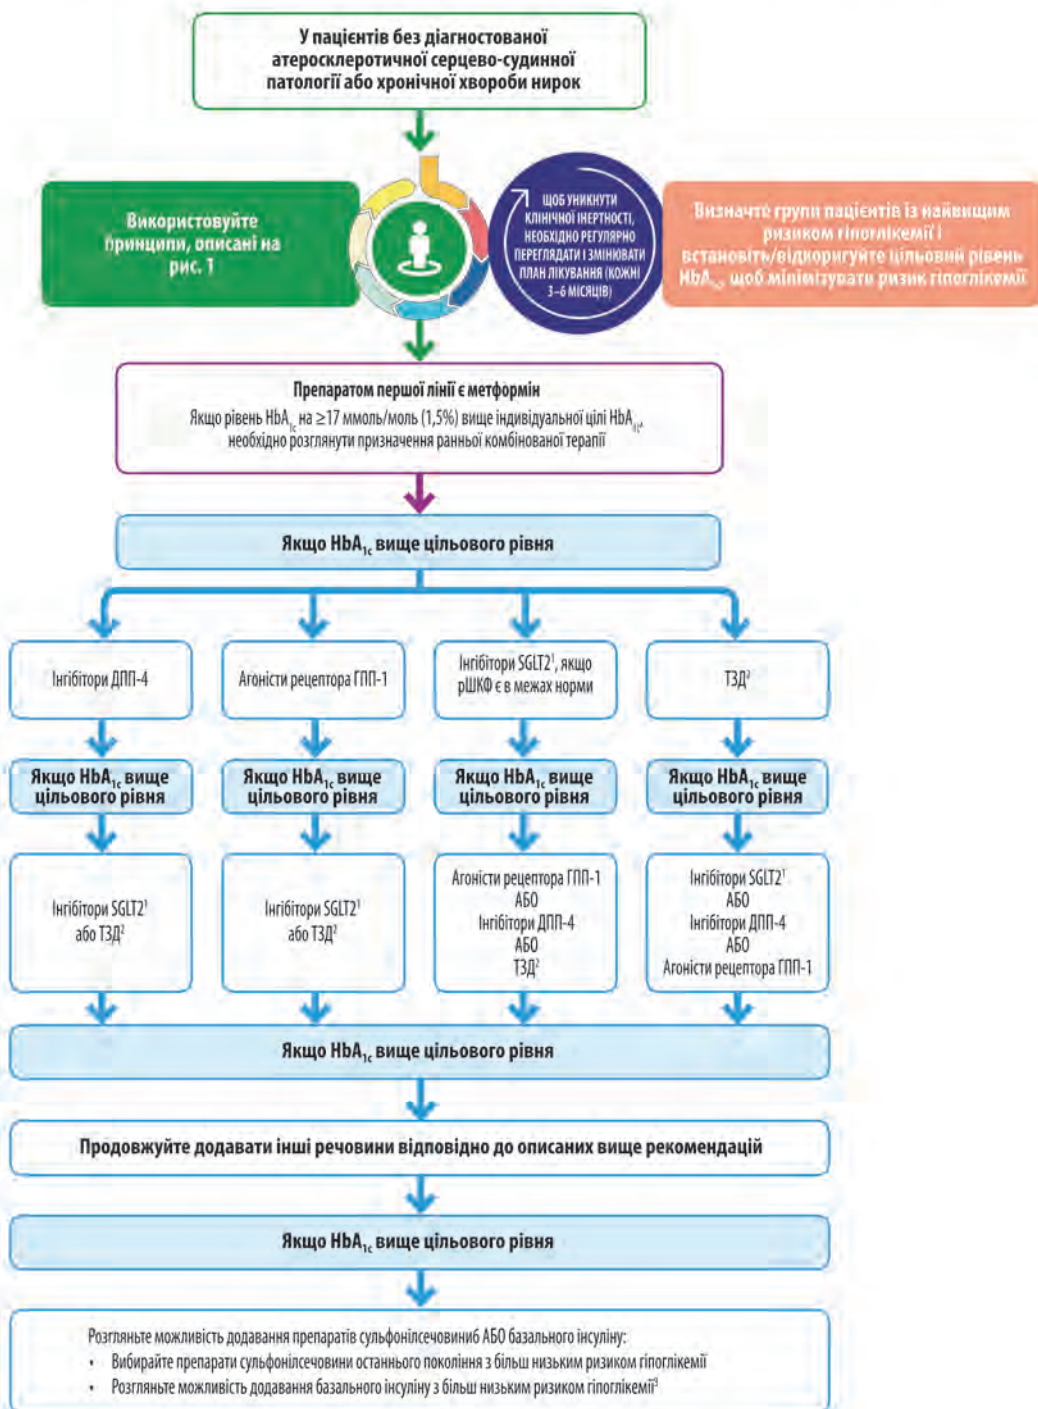 У пацієнтів без діагностованої
атеросклеротичної серцево-судинної
патології або хронічної хвороби нирок
Використовуйте
принципи, описані на
рис. 1
ЩОБ УНИКНУТИ
КЛІНІЧНОЇ ІНЕРТНОСТІ,
НЕОБХІДНО РЕГУЛЯРНО
ПЕРЕГЛЯДАТИ І ЗМІНЮВАТИ
ПЛАН ЛІКУВАННЯ (КОЖНІ
3–6 МІСЯЦІВ)
Визначте групи пацієнтів із найвищим
ризиком гіпоглікемії і
встановіть/відкоригуйте цільовий рівень
HbA1c, щоб мінімізувати ризик гіпоглікемії
Препаратом першої лінії є метформін
Якщо рівень HbA1c на ≥17 ммоль/моль (1,5%) вище індивідуальної цілі HbA1c,
необхідно розглянути призначення ранньої комбінованої терапії
Якщо HbA1c вище цільового рівня
Інгібітори ДПП-4
Агоністи рецептора ГПП-1
Інгібітори SGLT2¹, якщо
рШКФ є в межах норми
ТЗД²
Якщо HbA1c вище
цільового рівня
Якщо HbA1c вище
цільового рівня
Якщо HbA1c вище
цільового рівня
Якщо HbA1c вище
цільового рівня
Інгібітори SGLT2¹
або ТЗД²
Інгібітори SGLT2¹
або ТЗД²
Агоністи рецептора ГПП-1
АБО
Інгібітори ДПП-4
АБО
ТЗД²
Інгібітори SGLT2¹
АБО
Інгібітори ДПП-4
АБО
Агоністи рецептора ГПП-1
Якщо HbA1c вище цільового рівня
Продовжуйте додавати інші речовини відповідно до описаних вище рекомендацій
Якщо HbA1c вище цільового рівня
Розгляньте можливість додавання препаратів сульфонілсечовиниб АБО базального інсуліну:
• Вибирайте препарати сульфонілсечовини останнього покоління з більш низьким ризиком гіпоглікемії
• Розгляньте можливість додавання базального інсуліну з більш низьким ризиком гіпоглікемії³